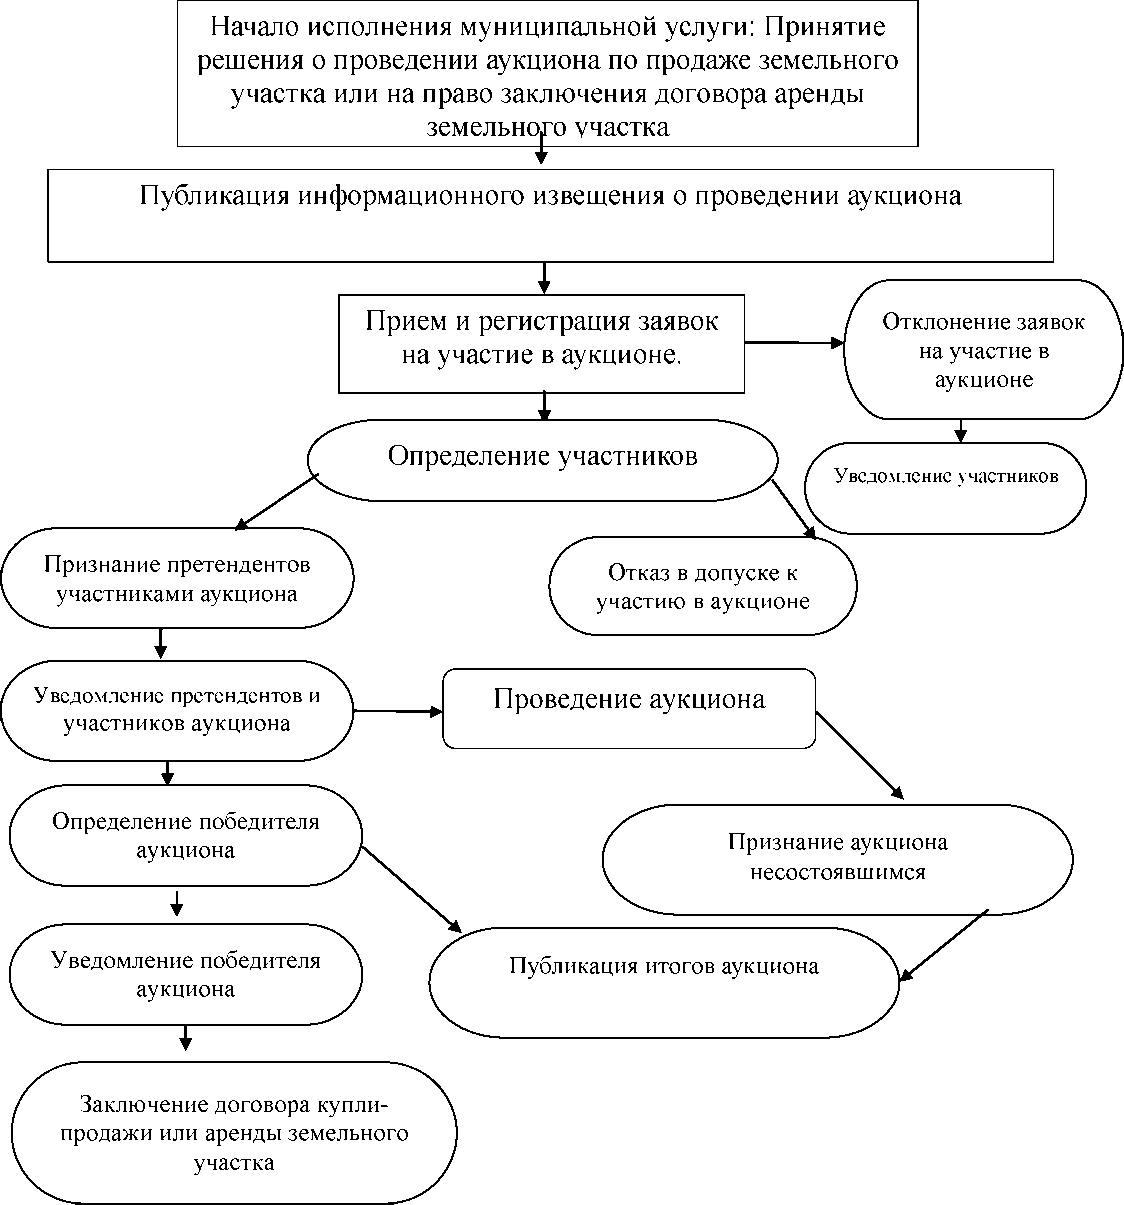 Начало исполнения муниципальной услуги: Принятие
решения о проведении аукциона по продаже земельного
участка или на право заключения договора аренды
земельного участка
Публикация информационного извещения о проведении аукциона
Прием и регистрация заявок
на участие в аукционе.
Отклонение заявок
на участие в
аукционе
Определение участников
Уведомление участников
Признание претендентов
участниками аукциона
Отказ в допуске к
участию в аукционе
Уведомление претендентов и
участников аукциона
Проведение аукциона
Определение победителя
аукциона
Признание аукциона
несостоявшимся
Уведомление победителя
аукциона
Публикация итогов аукциона
Заключение договора купли-
продажи или аренды земельного
участка